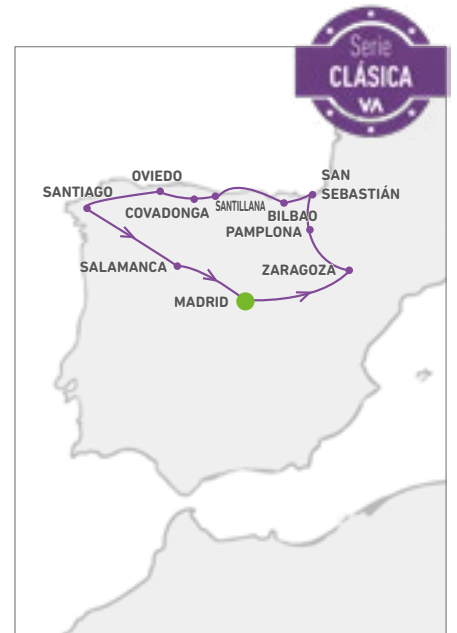 Serie
CLÁSICA
VA
SAN
SEBASTIÁN
OVIEDO
SANTIAGO
COVADONGA
SANTILLANA
BILBAO
PAMPLONA
SALAMANCA
ZARAGOZA
MADRID